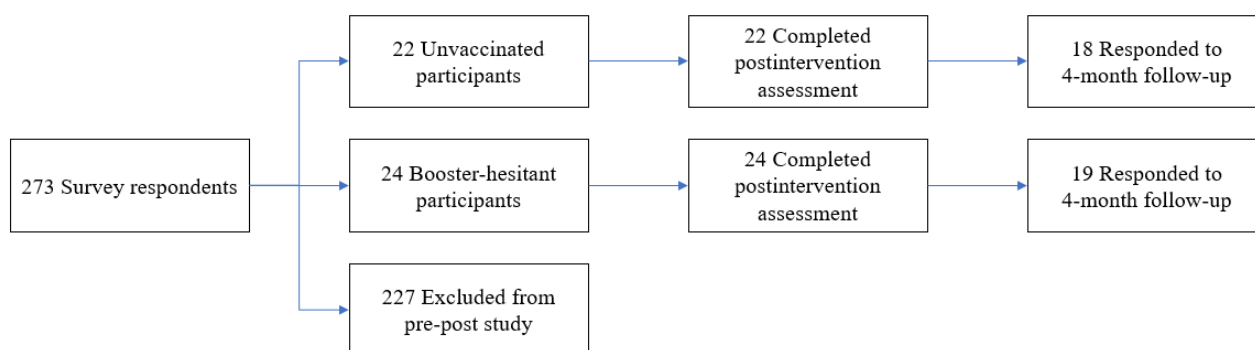 273 Survey respondents
22 Unvaccinated
participants
22 Completed
postintervention
assessment
18 Responded to
4-month follow-up
24 Booster-hesitant
participants
24 Completed
postintervention
assessment
19 Responded to
4-month follow-up
227 Excluded from
pre-post study